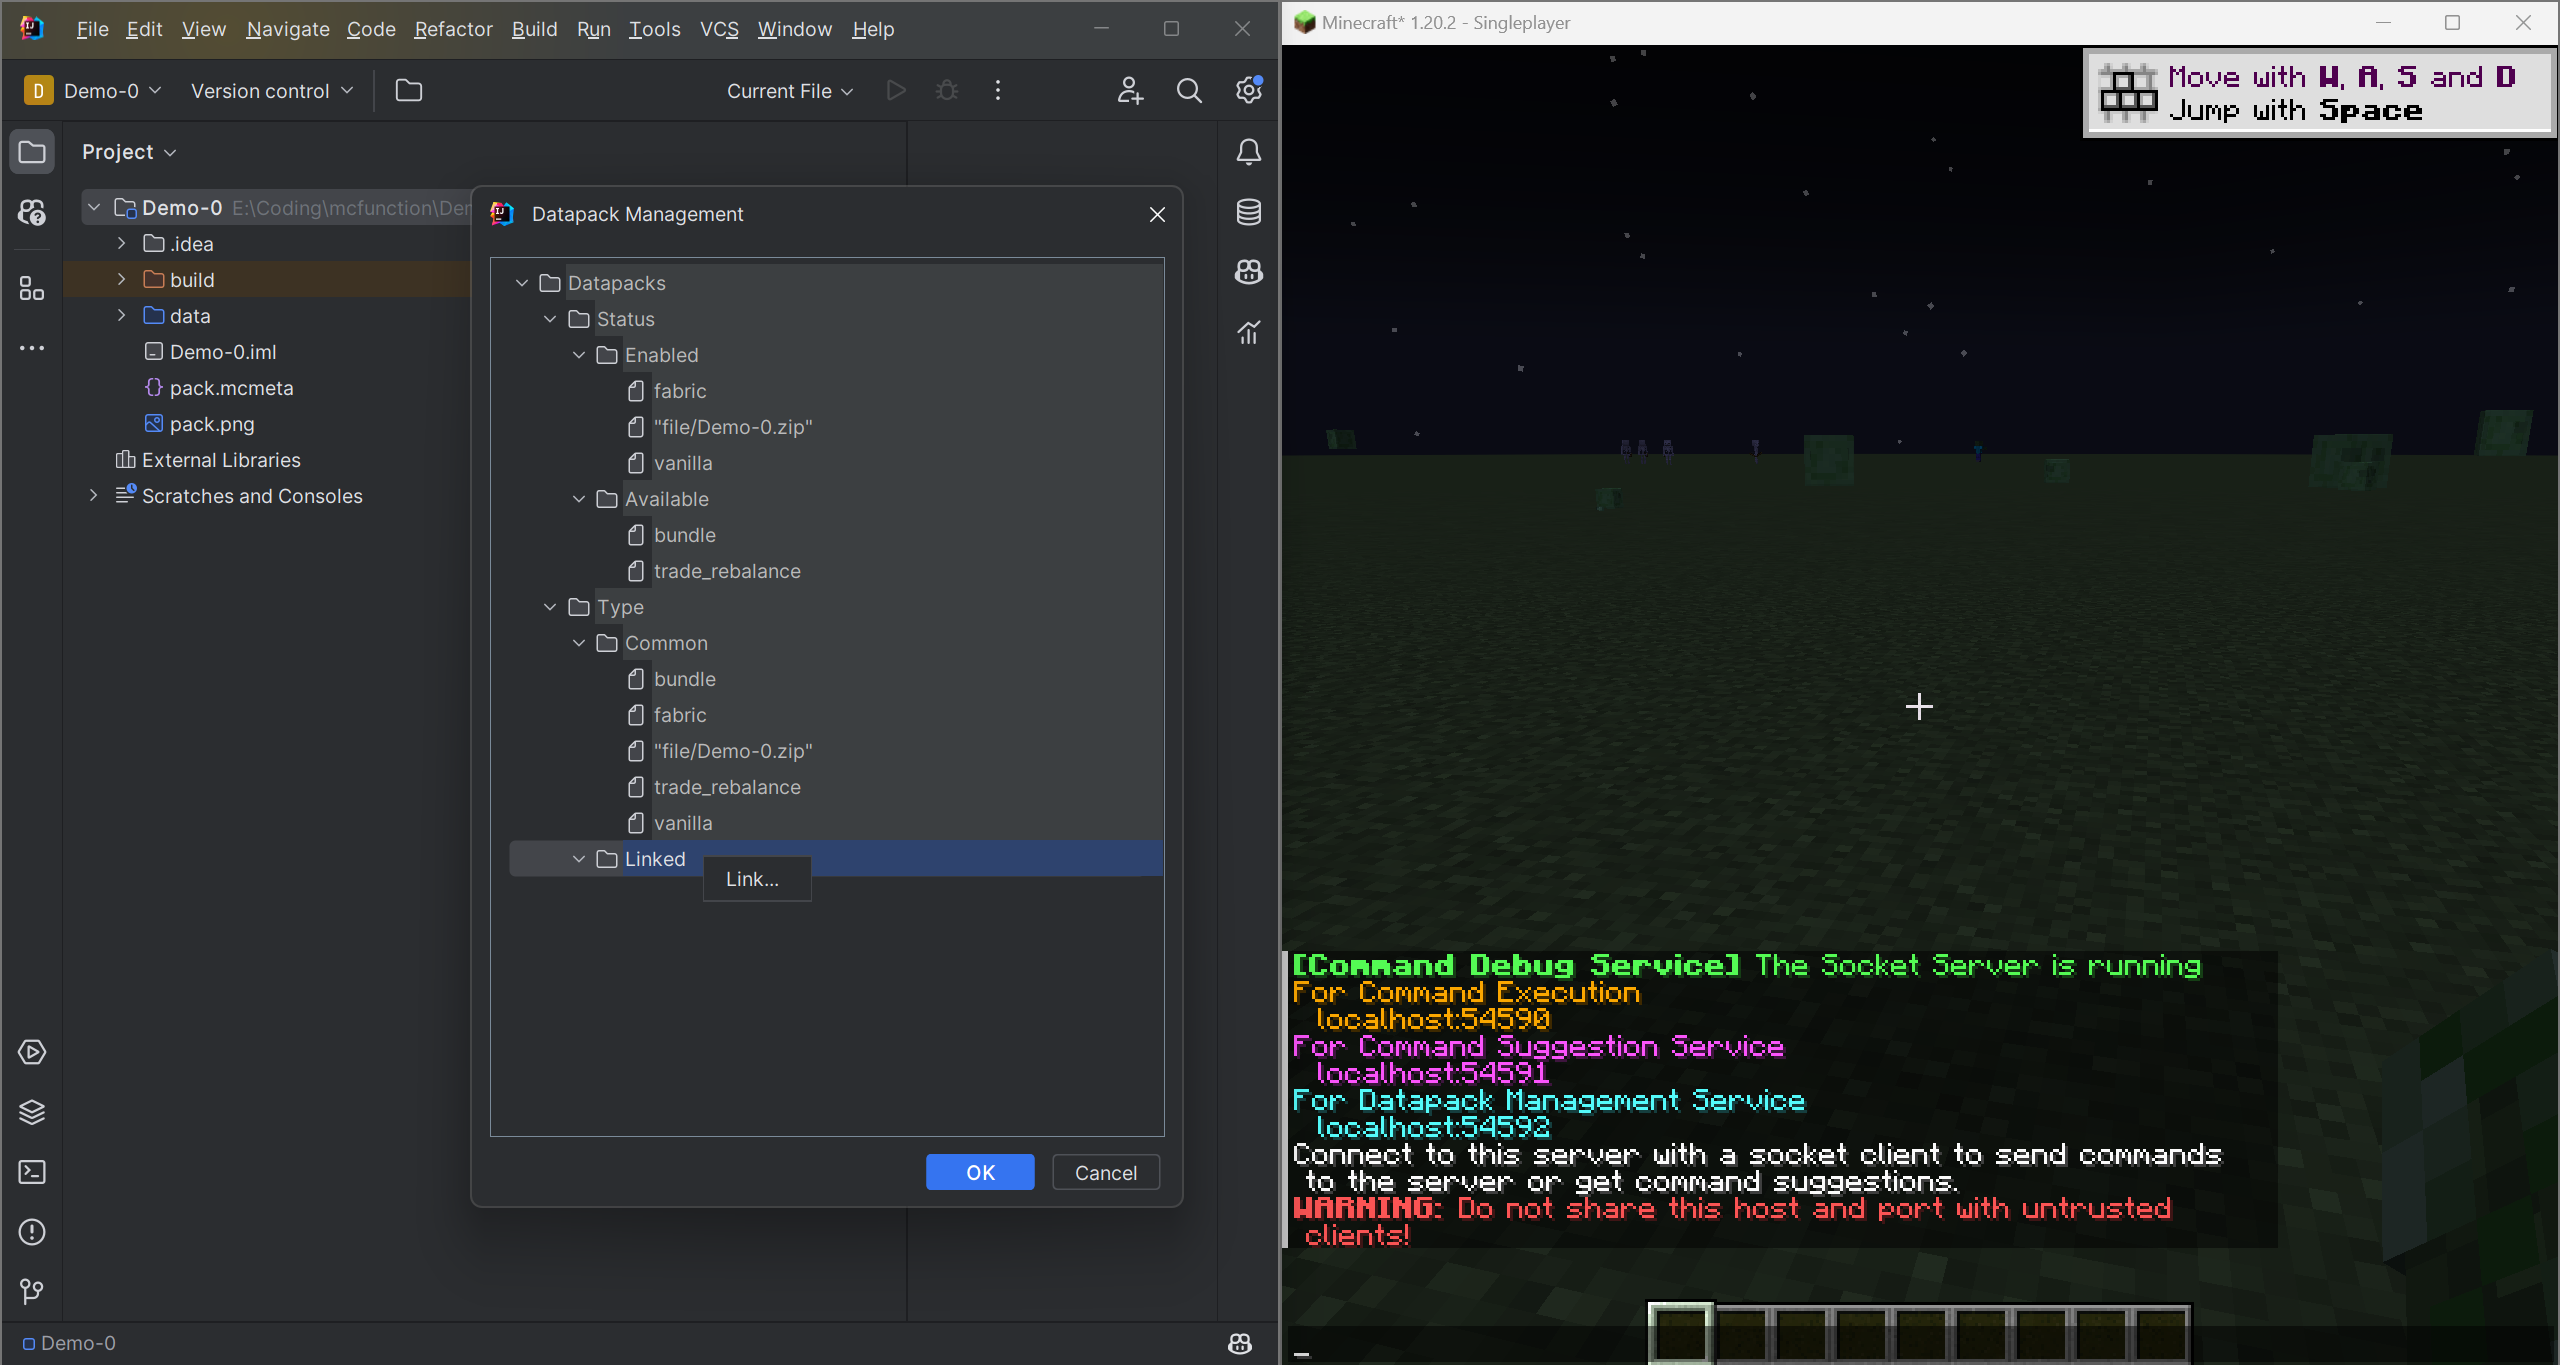 File Edit View Navigate Code Refactor Build Run Tools VCS Window Help
D Demo-0 Version control Current File
Project
Demo-0 E:\Coding\mcfunction\Der
.idea
build
data
Demo-0.iml
pack.mcmeta
pack.png
External Libraries
Scratches and Consoles
Datapack Management
Datapacks
Status
Enabled
fabric
"file/Demo-0.zip"
vanilla
Available
bundle
trade_rebalance
Type
Common
bundle
fabric
"file/Demo-0.zip"
trade_rebalance
vanilla
Linked
Link...
OK Cancel
Demo-0
Minecraft* 1.20.2 - Singleplayer
Move with W, A, S and D
Jump with Space
[Command Debug Service] The Socket Server is running
For Command Execution
localhost:54590
For Command Suggestion Service
localhost:54591
For Datapack Management Service
localhost:54592
Connect to this server with a socket client to send commands
to the server or get command suggestions.
WARNING: Do not share this host and port with untrusted
clients!
_